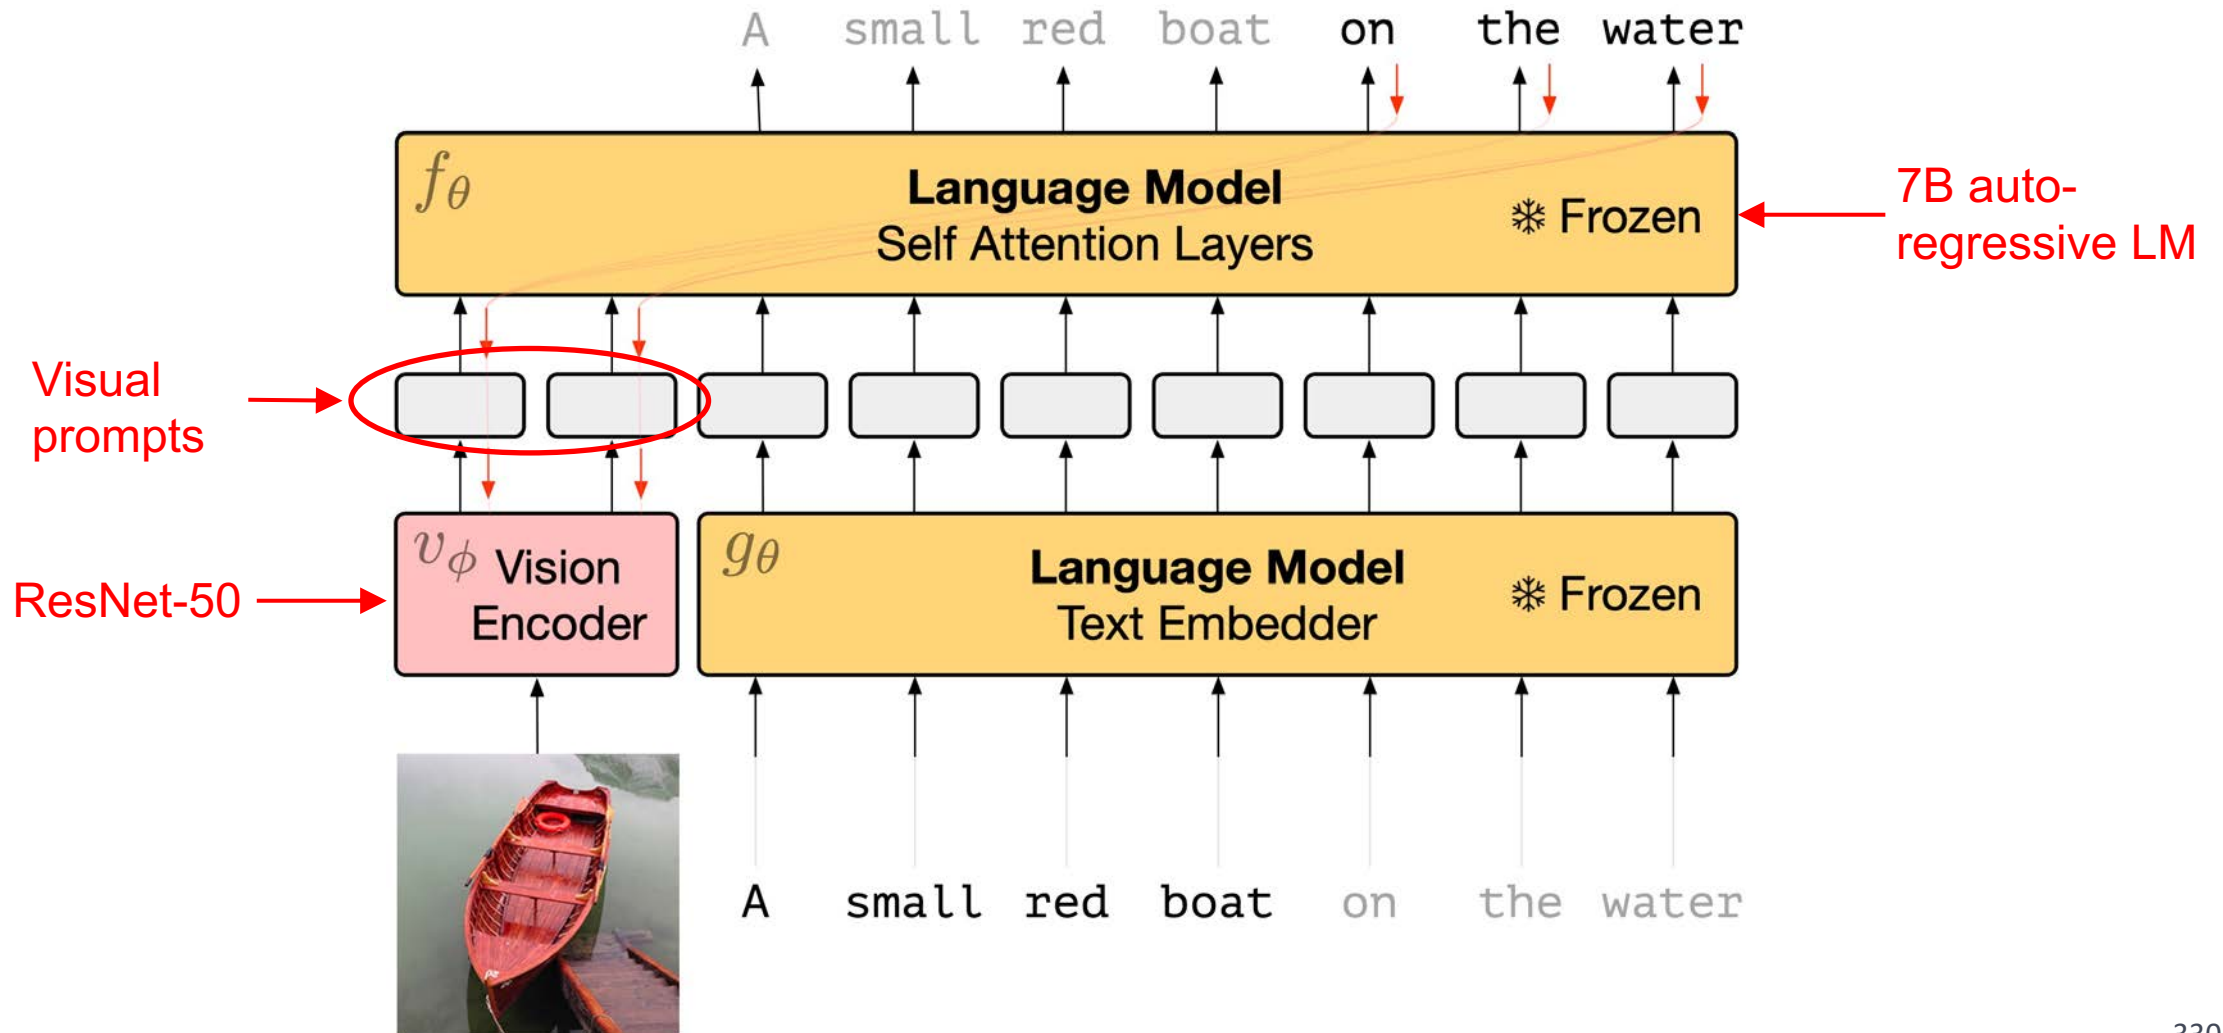 A small red boat on the water
fθ
Language Model
Self Attention Layers
❄ Frozen
7B auto-
regressive LM
Visual
prompts
vϕ Vision
Encoder
gθ
Language Model
Text Embedder
❄ Frozen
ResNet-50
A small red boat on the water